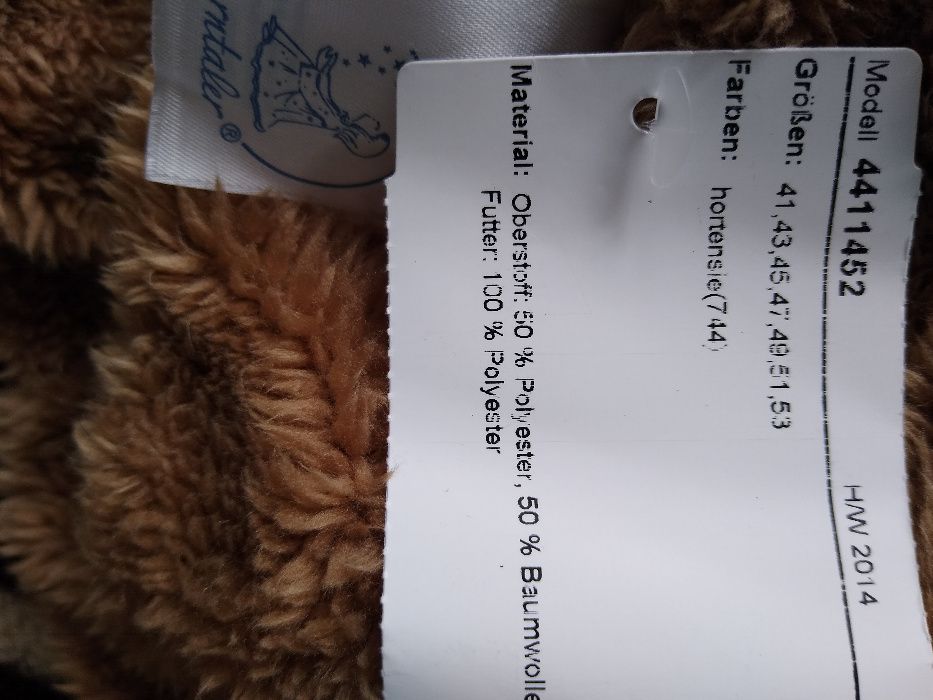 Modell 4411452 H/W 2014
Größen: 41,43,45,47,49,51,53
Farben: hortensie(744)
Material: Oberstoff: 50 % Polyester, 50 % Baumwolle
Futter: 100 % Polyester
rntaler®